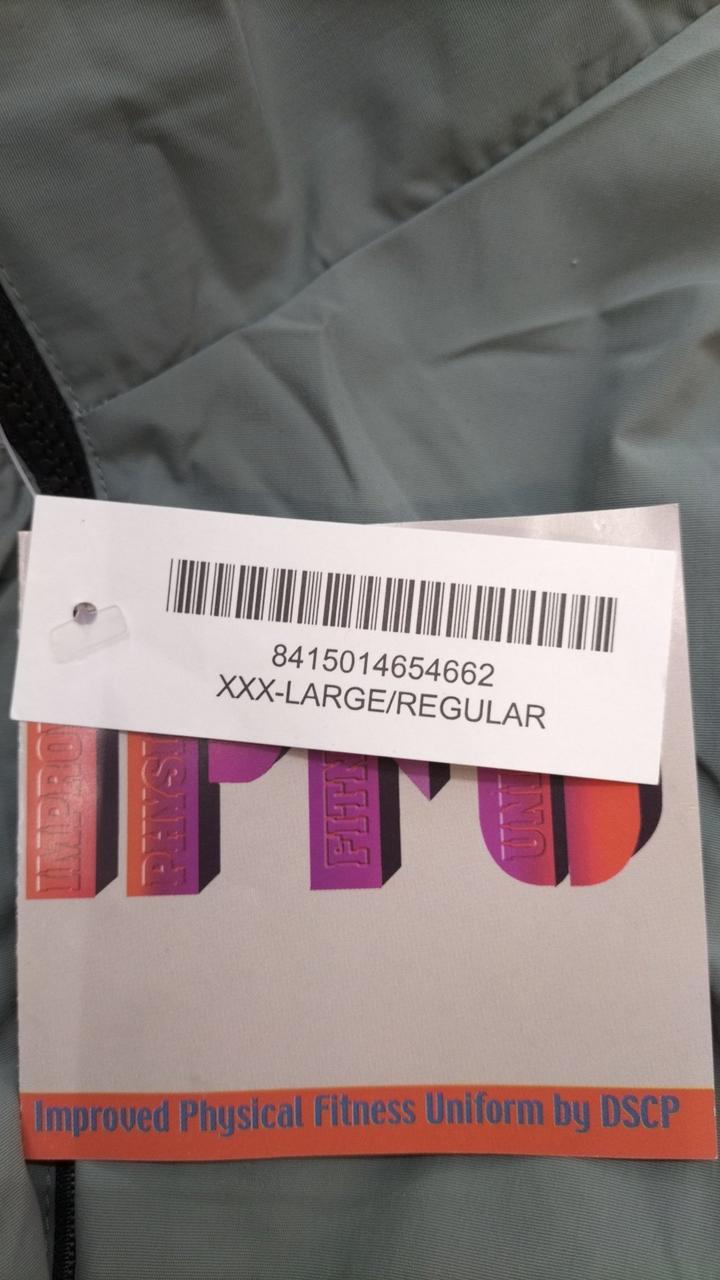 8415014654662
XXX-LARGE/REGULAR
Improved Physical Fitness Uniform by DSCP